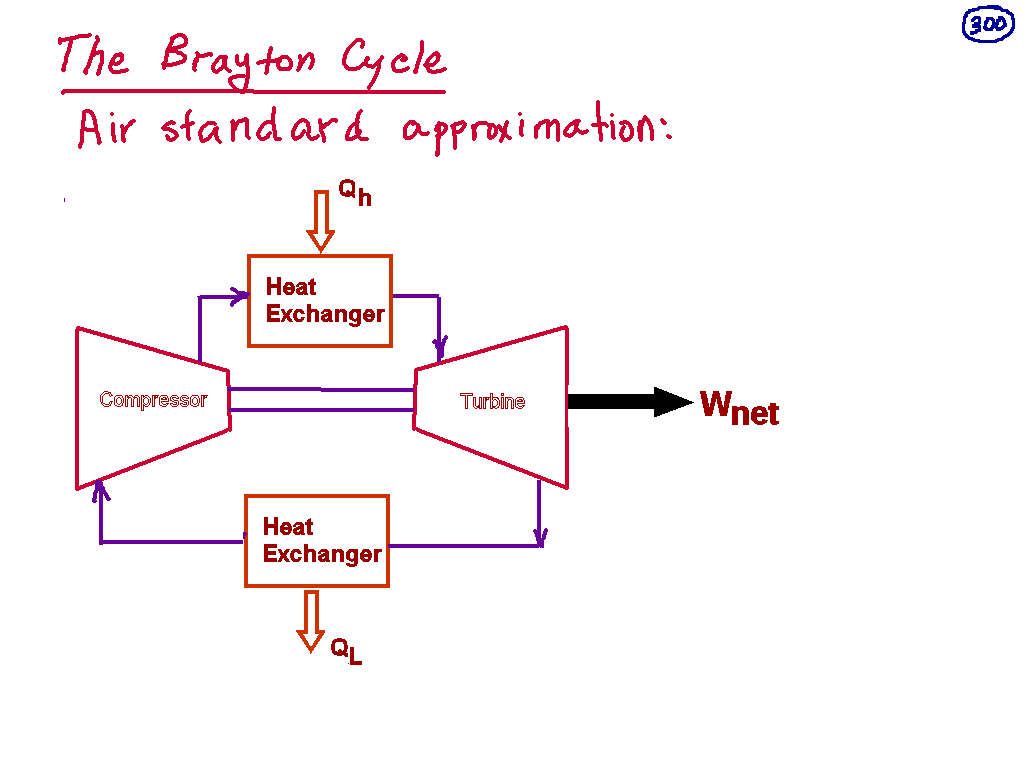 300
The Brayton Cycle
Air standard approximation:
Qh
Heat
Exchanger
Compressor
Turbine
Wnet
Heat
Exchanger
QL